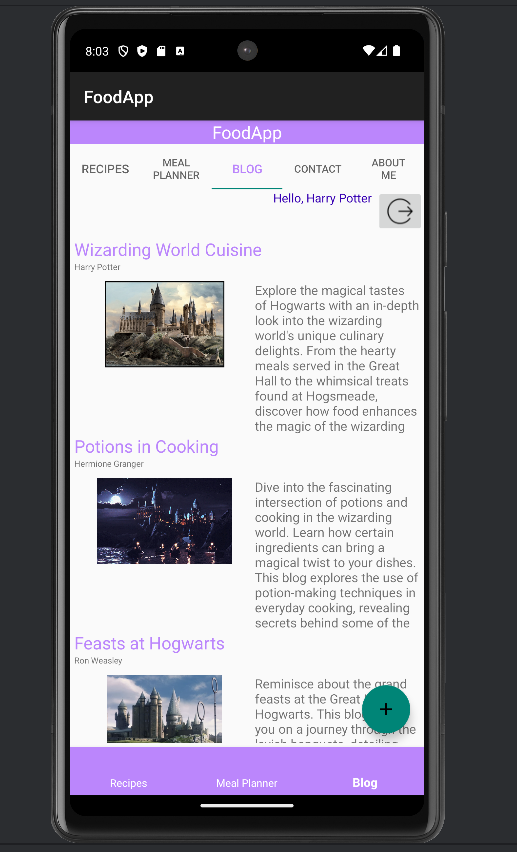 8:03
FoodApp
FoodApp
RECIPES
MEAL
PLANNER
BLOG
CONTACT
ABOUT
ME
Hello, Harry Potter
Wizarding World Cuisine
Harry Potter
Explore the magical tastes
of Hogwarts with an in-depth
look into the wizarding
world's unique culinary
delights. From the hearty
meals served in the Great
Hall to the whimsical treats
found at Hogsmeade,
discover how food enhances
the magic of the wizarding
Potions in Cooking
Hermione Granger
Dive into the fascinating
intersection of potions and
cooking in the wizarding
world. Learn how certain
ingredients can bring a
magical twist to your dishes.
This blog explores the use of
potion-making techniques in
everyday cooking, revealing
secrets behind some of the
Feasts at Hogwarts
Ron Weasley
Reminisce about the grand
feasts at the Great
Hogwarts. This
you on a journey through the
Recipes
Meal Planner
Blog